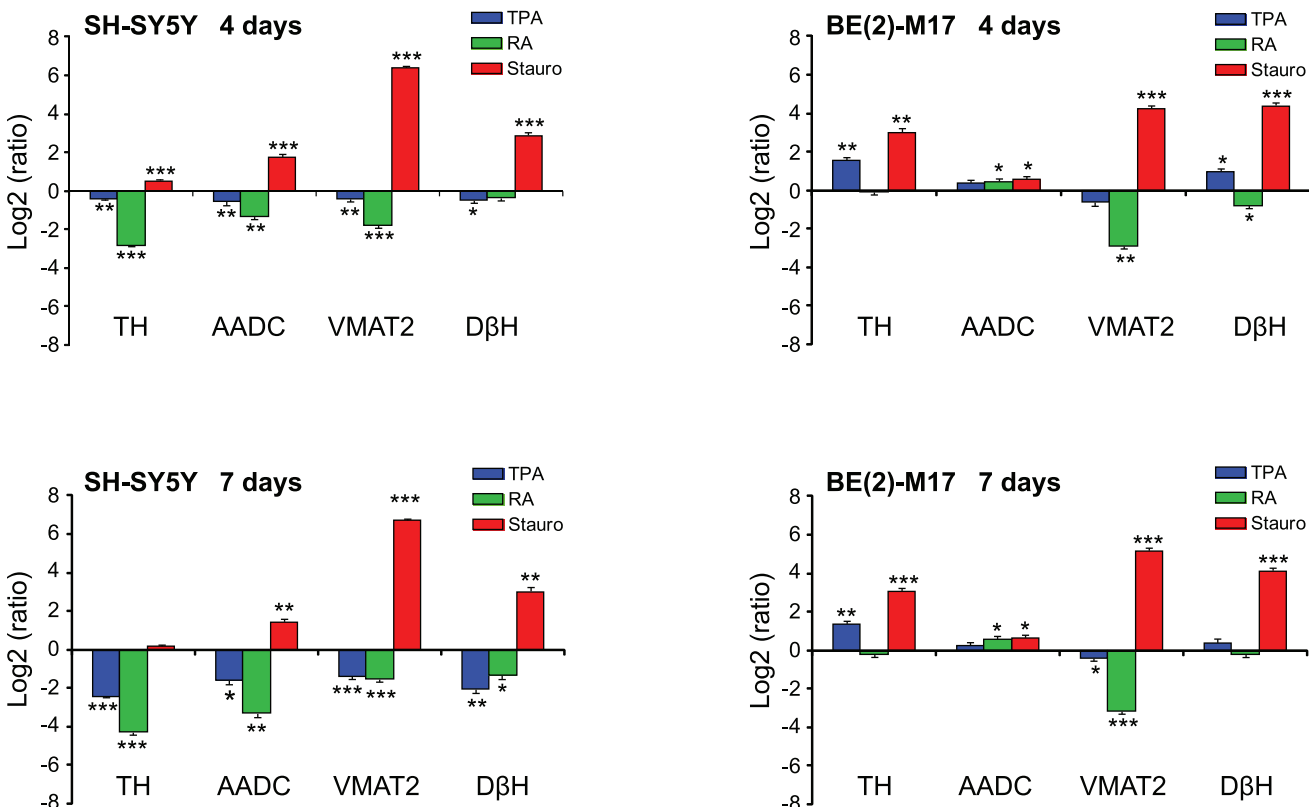 SH-SY5Y 4 days
TPA
RA
Stauro
Log2 (ratio)
8
6
4
2
0
-2
-4
-6
-8
** *** *** ** ** *** ** *** *** * ***
TH AADC VMAT2 DβH
BE(2)-M17 4 days
TPA
RA
Stauro
Log2 (ratio)
8
6
4
2
0
-2
-4
-6
-8
** ** * * ** *** * * ***
TH AADC VMAT2 DβH
SH-SY5Y 7 days
TPA
RA
Stauro
Log2 (ratio)
8
6
4
2
0
-2
-4
-6
-8
*** *** * ** ** *** *** *** ** * **
TH AADC VMAT2 DβH
BE(2)-M17 7 days
TPA
RA
Stauro
Log2 (ratio)
8
6
4
2
0
-2
-4
-6
-8
** *** * * * *** *** ***
TH AADC VMAT2 DβH